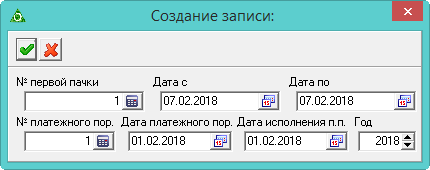 Создание записи:
№ первой пачки Дата с Дата по
1 07.02.2018 07.02.2018
№ платежного пор. Дата платежного пор. Дата исполнения п.п. Год
1 01.02.2018 01.02.2018 2018